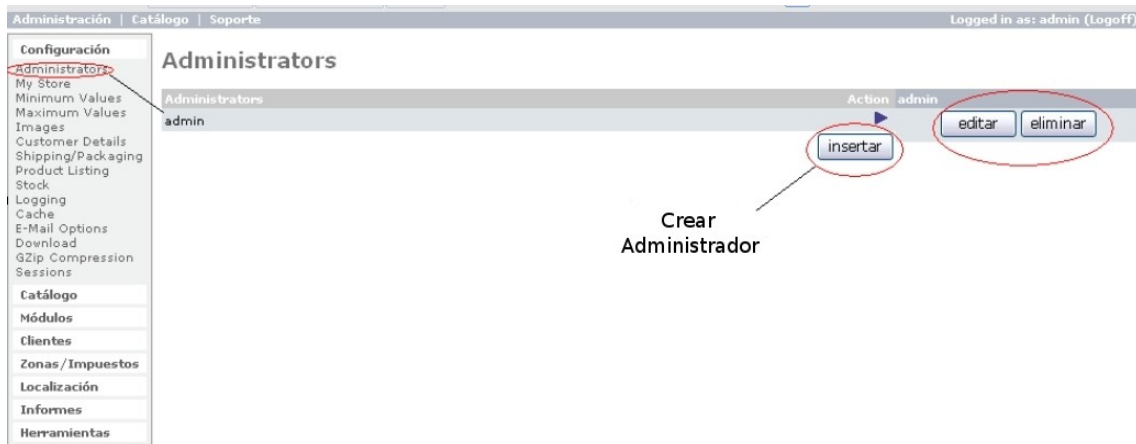 Administración | Catálogo | Soporte
Logged in as: admin (Logoff)
Configuración
Administrators
My Store
Minimum Values
Maximum Values
Images
Customer Details
Shipping/Packaging
Product Listing
Stock
Logging
Cache
E-Mail Options
Download
GZip Compression
Sessions
Catálogo
Módulos
Clientes
Zonas/Impuestos
Localización
Informes
Herramientas
Administrators
Administrators Action admin
admin
editar eliminar
insertar
Crear
Administrador